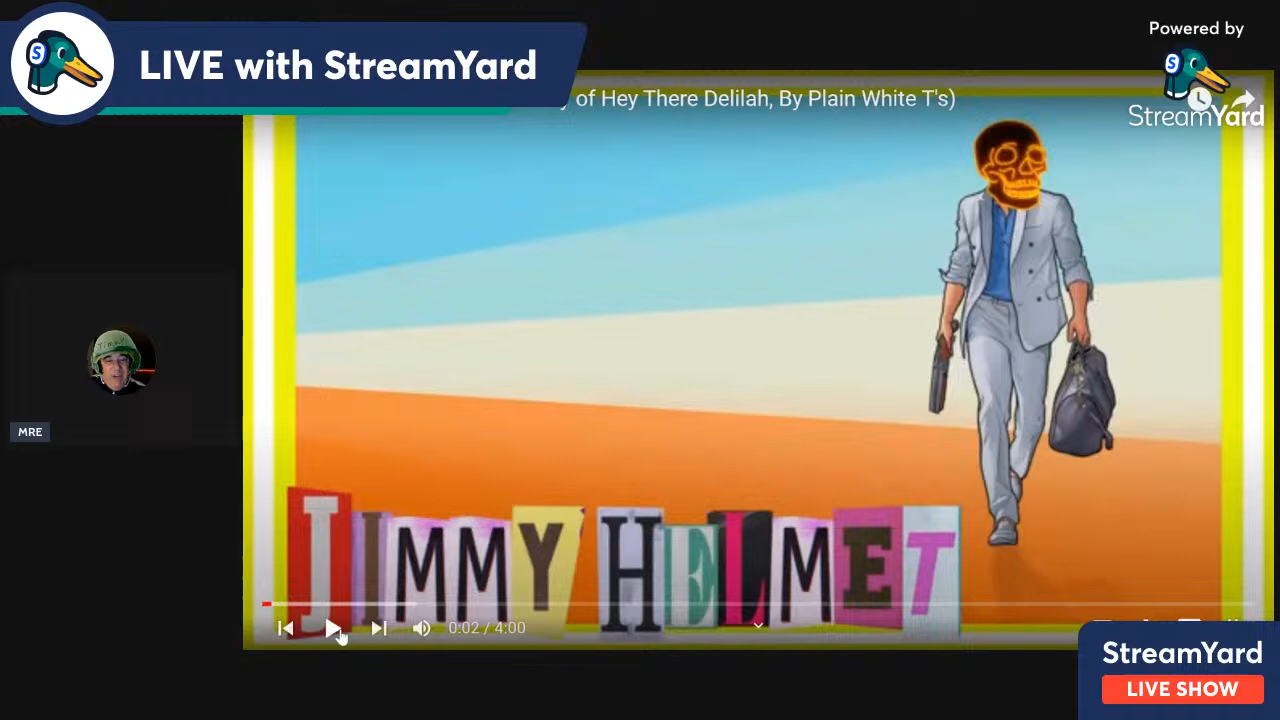 LIVE with StreamYard
Powered by
StreamYard
y of Hey There Delilah, By Plain White T's)
Timmy
MRE
JIMMY HELMET
0:02 / 4:00
StreamYard
LIVE SHOW